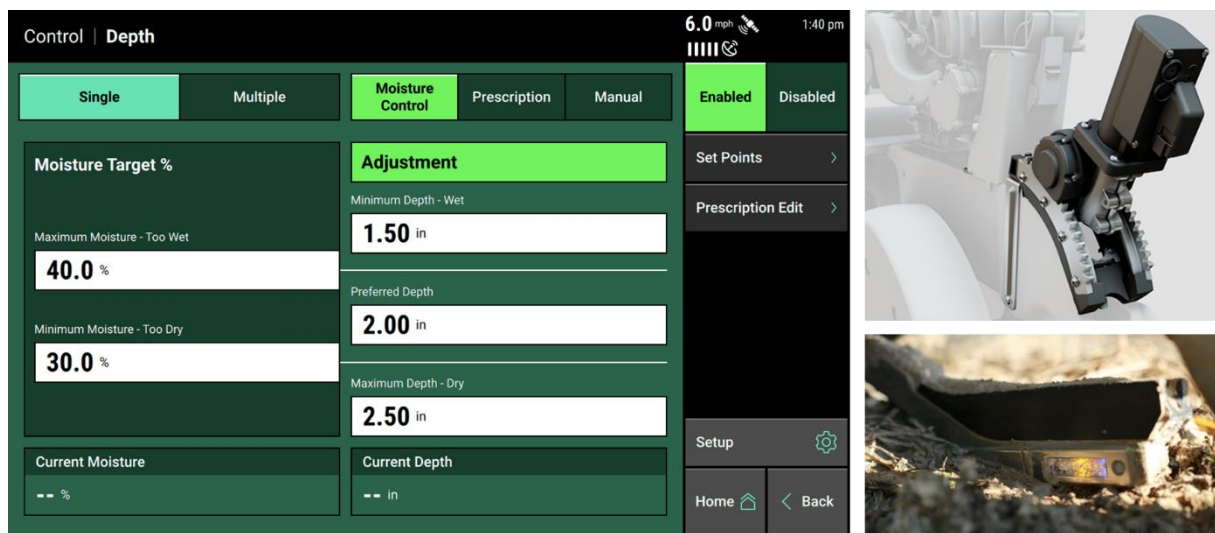 Control | Depth
6.0 mph
1:40 pm
Single
Multiple
Moisture
Control
Prescription
Manual
Enabled
Disabled
Moisture Target %
Maximum Moisture - Too Wet
40.0 %
Minimum Moisture - Too Dry
30.0 %
Adjustment
Minimum Depth - Wet
1.50 in
Preferred Depth
2.00 in
Maximum Depth - Dry
2.50 in
Current Moisture
-- %
Current Depth
-- in
Set Points
Prescription Edit
Setup
Home
Back